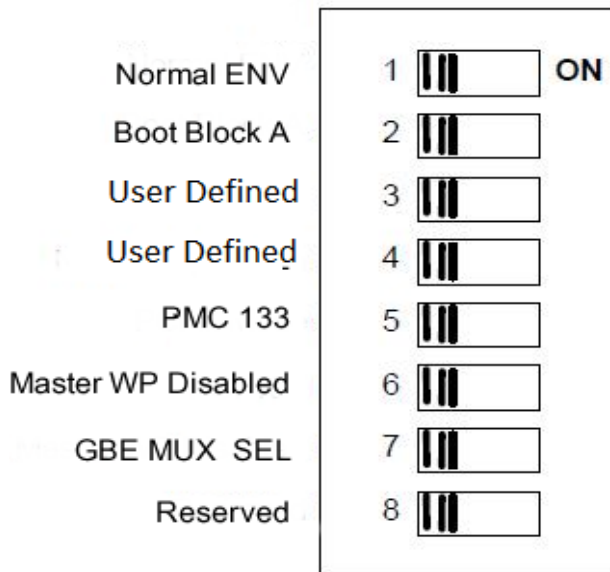 Normal ENV 1 ON
Boot Block A 2
User Defined 3
User Defined 4
PMC 133 5
Master WP Disabled 6
GBE MUX SEL 7
Reserved 8